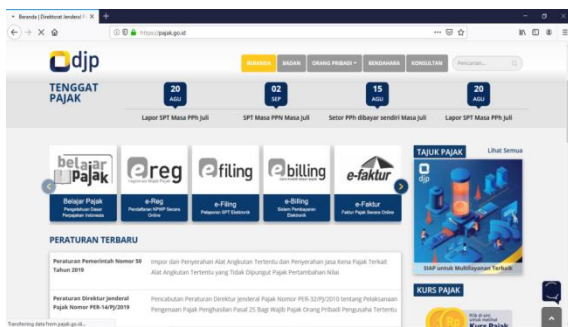 Beranda | Direktorat Jenderal P
https://pajak.go.id
djp
BERANDA BADAN ORANG PRIBADI BENDAHARA KONSULTAN Pencarian...
TENGGAT PAJAK
20 AGU
Lapor SPT Masa PPh Juli
02 SEP
SPT Masa PPN Masa Juli
15 AGU
Setor PPh dibayar sendiri Masa Juli
20 AGU
Lapor SPT Masa PPh Juli
belajar Pajak
Belajar Pajak
Pengetahuan Dasar
Perpajakan Indonesia
e-reg
e-Reg
Pendaftaran NPWP Secara
Online
e-filing
e-Filing
Pelaporan SPT Elektronik
e-billing
e-Billing
Sistem Pembayaran
Elektronik
e-faktur
e-Faktur
Faktur Pajak Secara Online
TAJUK PAJAK Lihat Semua
djp
SIAP untuk Multilayanan Terbaik
PERATURAN TERBARU
Peraturan Pemerintah Nomor 50
Tahun 2019
Impor dan Penyerahan Alat Angkutan Tertentu dan Penyerahan Jasa Kena Pajak Terkait
Alat Angkutan Tertentu yang Tidak Dipungut Pajak Pertambahan Nilai
Peraturan Direktur Jenderal
Pajak Nomor PER-14/PJ/2019
Pencabutan Peraturan Direktur Jenderal Pajak Nomor PER-32/PJ/2010 tentang Pelaksanaan
Pengenaan Pajak Penghasilan Pasal 25 Bagi Wajib Pajak Orang Pribadi Pengusaha Tertentu
KURS PAJAK
Klik di sini
untuk melihat
Kurs Pajak
Transferring data from pajak.go.id...